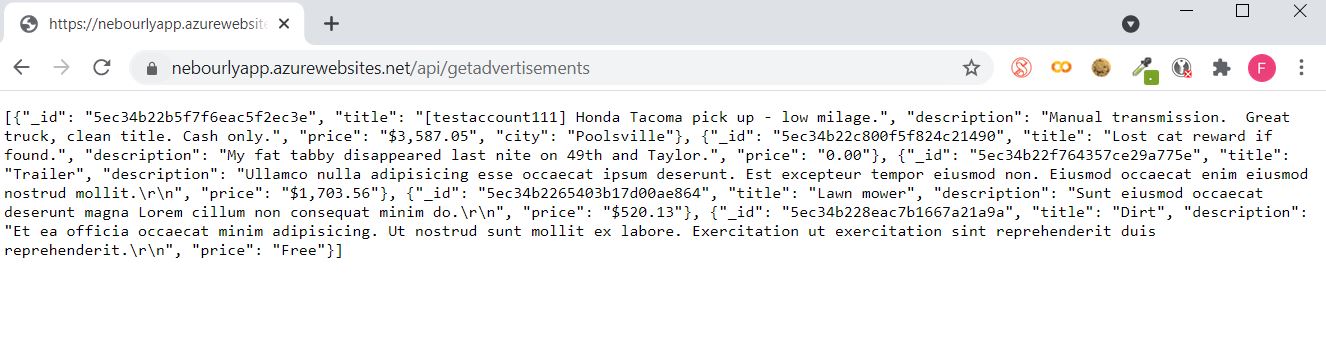 https://nebourlyapp.azurewebsite
nebourlyapp.azurewebsites.net/api/getadvertisements
F
[{"_id": "5ec34b22b5f7f6eac5f2ec3e", "title": "[testaccount111] Honda Tacoma pick up - low milage.", "description": "Manual transmission.  Great
truck, clean title. Cash only.", "price": "$3,587.05", "city": "Poolsville"}, {"_id": "5ec34b22c800f5f824c21490", "title": "Lost cat reward if
found.", "description": "My fat tabby disappeared last nite on 49th and Taylor.", "price": "0.00"}, {"_id": "5ec34b22f764357ce29a775e", "title":
"Trailer", "description": "Ullamco nulla adipisicing esse occaecat ipsum deserunt. Est excepteur tempor eiusmod non. Eiusmod occaecat enim eiusmod
nostrud mollit.\r\n", "price": "$1,703.56"}, {"_id": "5ec34b2265403b17d00ae864", "title": "Lawn mower", "description": "Sunt eiusmod occaecat
deserunt magna Lorem cillum non consequat minim do.\r\n", "price": "$520.13"}, {"_id": "5ec34b228eac7b1667a21a9a", "title": "Dirt", "description":
"Et ea officia occaecat minim adipisicing. Ut nostrud sunt mollit ex labore. Exercitation ut exercitation sint reprehenderit duis
reprehenderit.\r\n", "price": "Free"}]